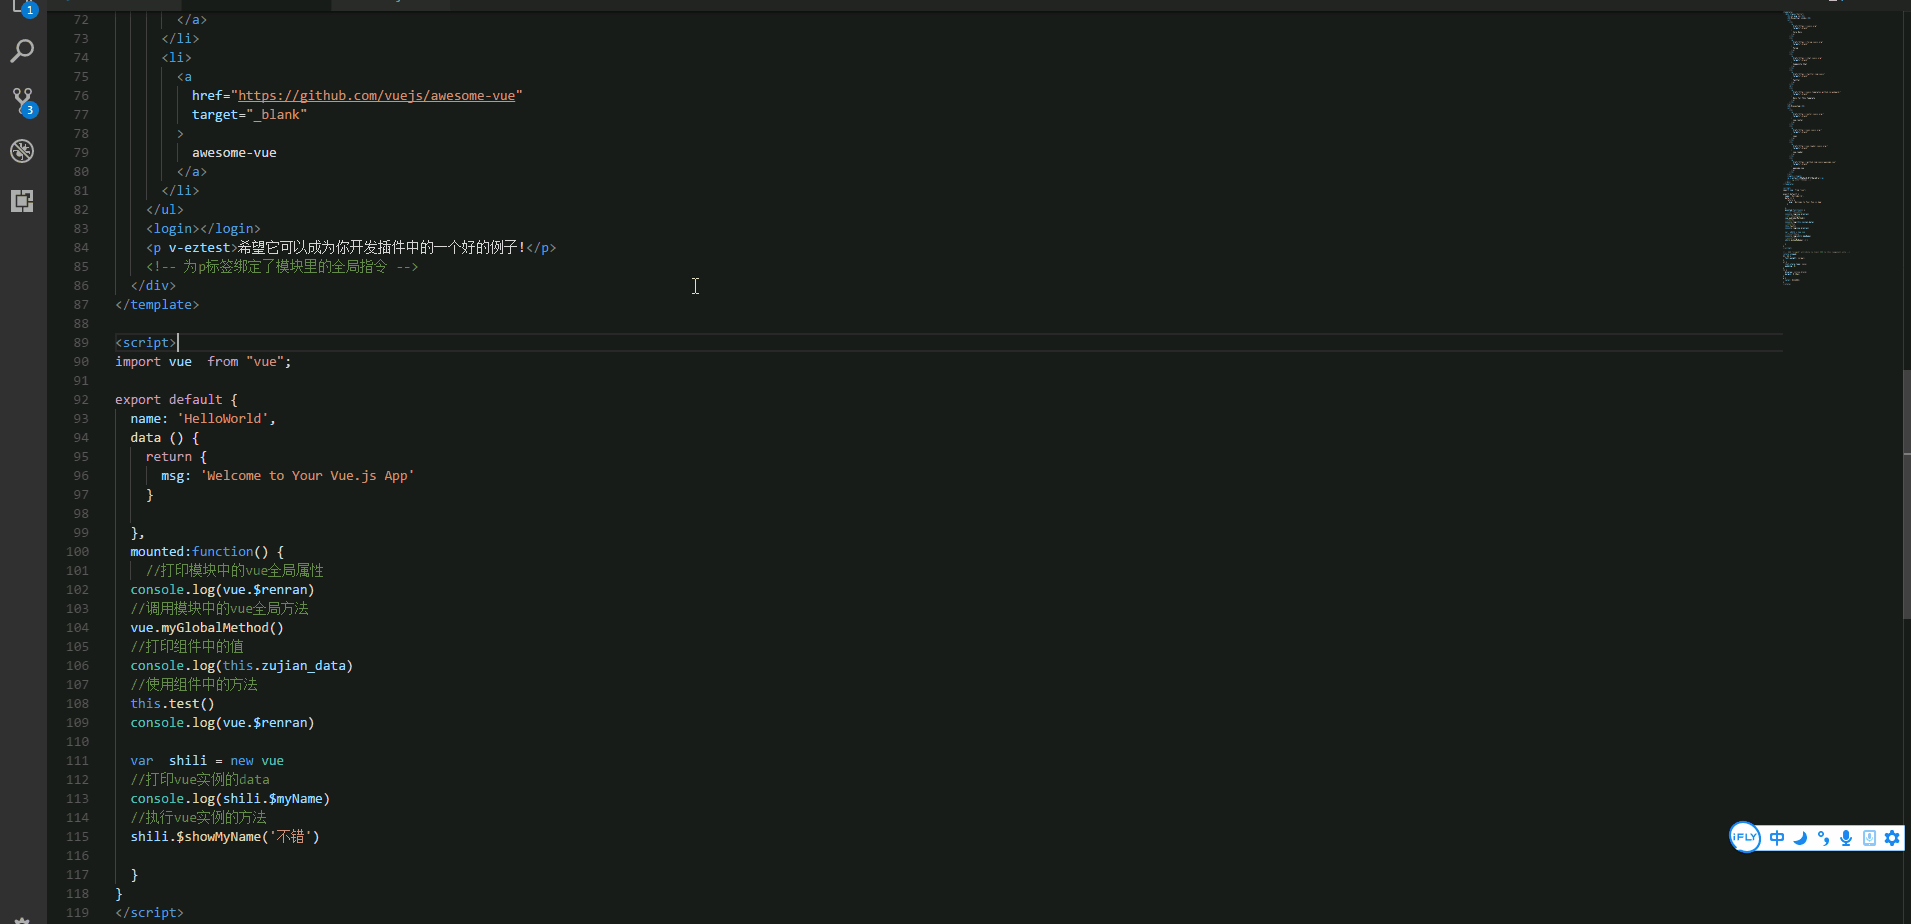 1
3
72 </a>
73 </li>
74 <li>
75 <a
76 href="https://github.com/vuejs/awesome-vue"
77 target="_blank"
78 >
79 awesome-vue
80 </a>
81 </li>
82 </ul>
83 <login></login>
84 <p v-eztest>希望它可以成为你开发插件中的一个好的例子!</p>
85 <!-- 为p标签绑定了模块里的全局指令 -->
86 </div>
87 </template>
88
89 <script>
90 import vue  from "vue";
91
92 export default {
93 name: 'HelloWorld',
94 data () {
95 return {
96 msg: 'Welcome to Your Vue.js App'
97 }
98
99 },
100 mounted:function() {
101 //打印模块中的vue全局属性
102 console.log(vue.$renran)
103 //调用模块中的vue全局方法
104 vue.myGlobalMethod()
105 //打印组件中的值
106 console.log(this.zujian_data)
107 //使用组件中的方法
108 this.test()
109 console.log(vue.$renran)
110
111 var  shili = new vue
112 //打印vue实例的data
113 console.log(shili.$myName)
114 //执行vue实例的方法
115 shili.$showMyName('不错')
116
117 }
118 }
119 </script>
iFLY 中